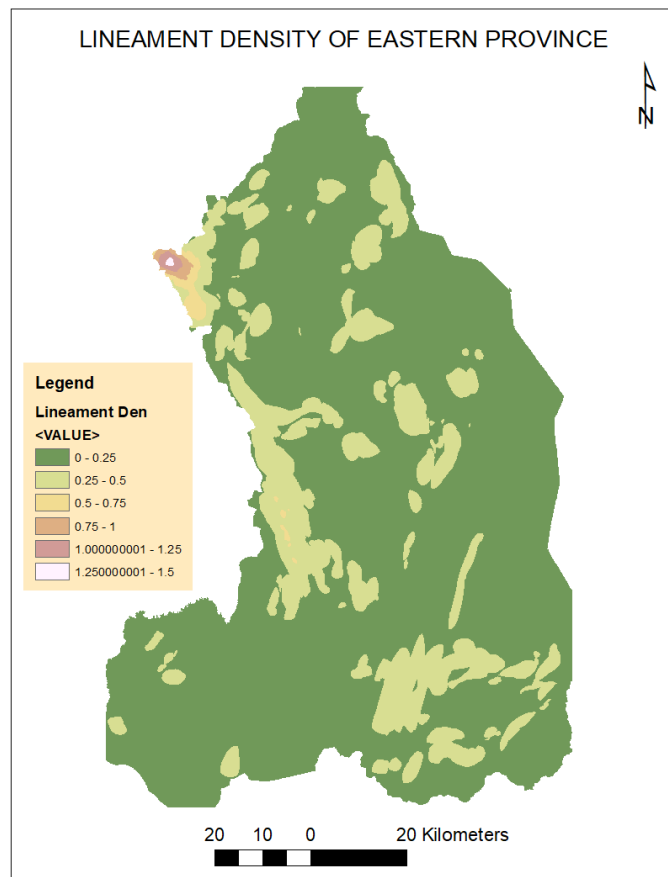 LINEAMENT DENSITY OF EASTERN PROVINCE
N
Legend
Lineament Den
<VALUE>
0 - 0.25
0.25 - 0.5
0.5 - 0.75
0.75 - 1
1.000000001 - 1.25
1.250000001 - 1.5
20 10 0 20 Kilometers